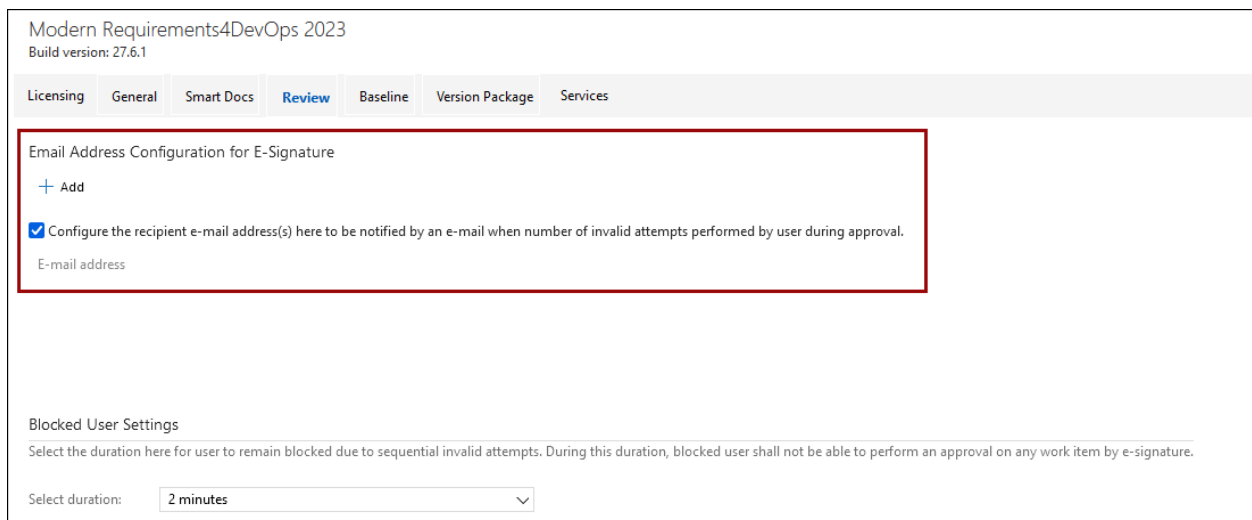 Modern Requirements4DevOps 2023
Build version: 27.6.1
Licensing General Smart Docs Review Baseline Version Package Services
Email Address Configuration for E-Signature
+ Add
Configure the recipient e-mail address(s) here to be notified by an e-mail when number of invalid attempts performed by user during approval.
E-mail address
Blocked User Settings
Select the duration here for user to remain blocked due to sequential invalid attempts. During this duration, blocked user shall not be able to perform an approval on any work item by e-signature.
Select duration: 2 minutes